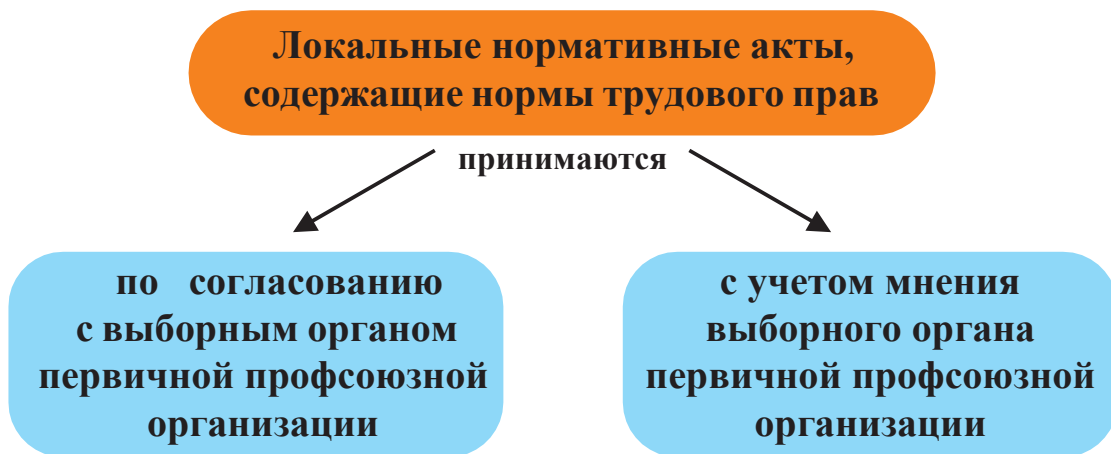 Локальные нормативные акты,
содержащие нормы трудового прав
принимаются
по согласованию
с выборным органом
первичной профсоюзной
организации
с учетом мнения
выборного органа
первичной профсоюзной
организации